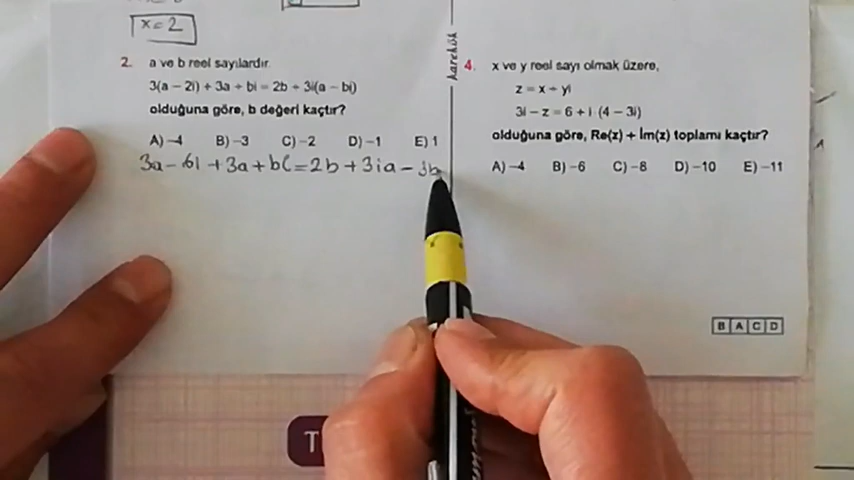 x=2
2. a ve b reel sayılardır.
3(a − 2i) + 3a + bi = 2b + 3i(a − bi)
olduğuna göre, b değeri kaçtır?
A) −4 B) −3 C) −2 D) −1 E) 1
3a − 6i + 3a + bi = 2b + 3ia − 3b
karekök
4. x ve y reel sayı olmak üzere,
z = x + yi
3i − z = 6 + i · (4 − 3i)
olduğuna göre, Re(z) + İm(z) toplamı kaçtır?
A) −4 B) −6 C) −8 D) −10 E) −11
B A C D
T